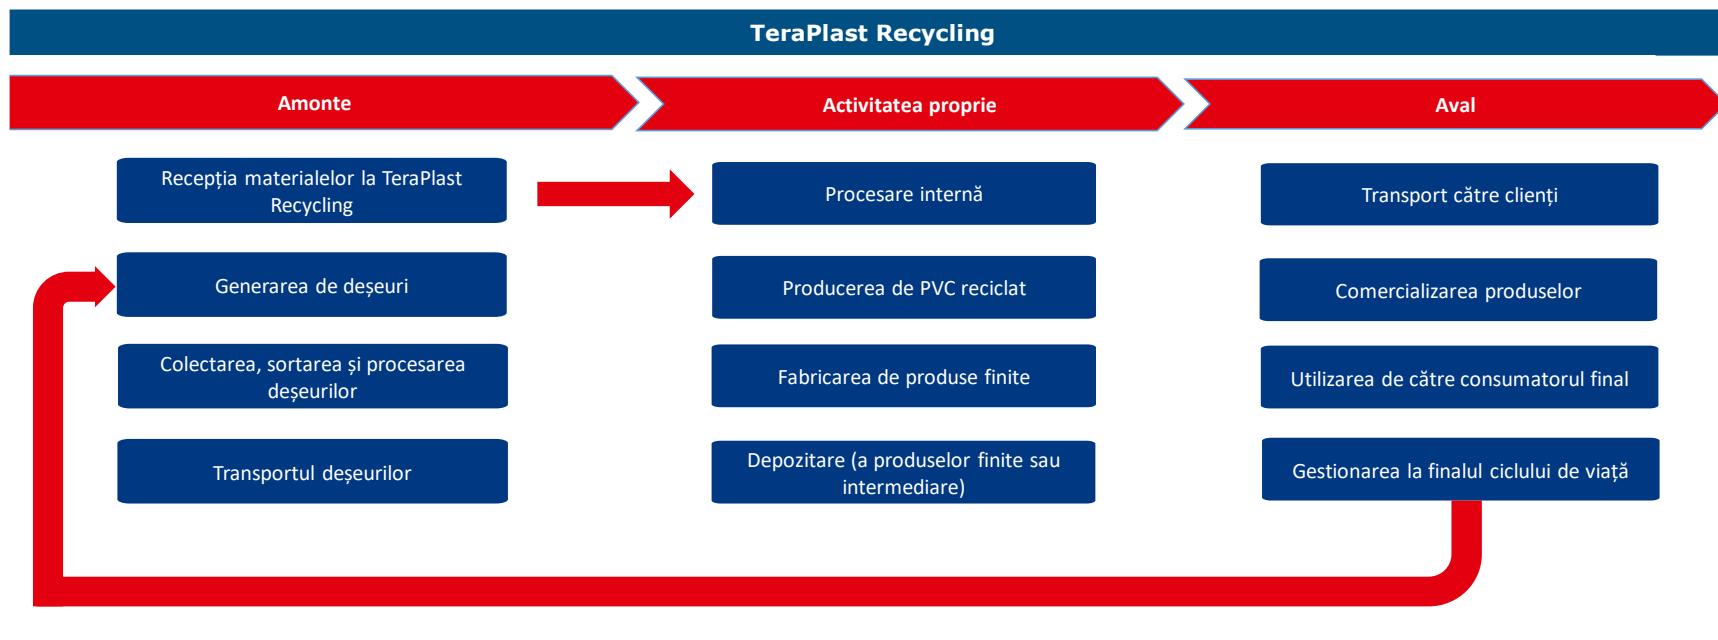 TeraPlast Recycling
Amonte
Activitatea proprie
Aval
Recepția materialelor la TeraPlast
Recycling
Procesare internă
Transport către clienți
Generarea de deșeuri
Producerea de PVC reciclat
Comercializarea produselor
Colectarea, sortarea și procesarea
deșeurilor
Fabricarea de produse finite
Utilizarea de către consumatorul final
Transportul deșeurilor
Depozitare (a produselor finite sau
intermediare)
Gestionarea la finalul ciclului de viață